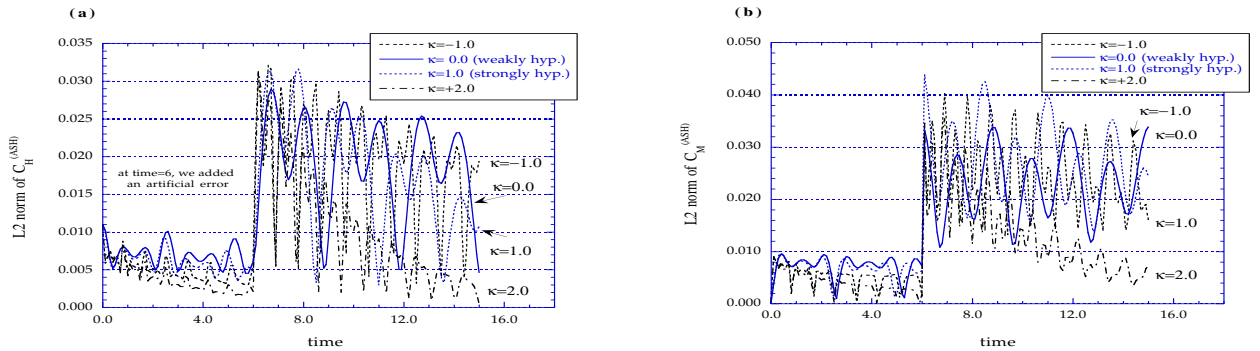 (a)
0.035
0.030
0.025
0.020
0.015
0.010
0.005
0.000
L2 norm of C_H^(ASH)
0.0
4.0
8.0
12.0
16.0
time
κ=−1.0
κ= 0.0 (weakly hyp.)
κ=1.0 (strongly hyp.)
κ=+2.0
at time=6, we added
an artificial error
κ=−1.0
κ=0.0
κ=1.0
κ=2.0
(b)
0.050
0.040
0.030
0.020
0.010
0.000
L2 norm of C_M^(ASH)
0.0
4.0
8.0
12.0
16.0
time
κ=−1.0
κ=0.0 (weakly hyp.)
κ=1.0 (strongly hyp.)
κ=+2.0
κ=−1.0
κ=0.0
κ=1.0
κ=2.0